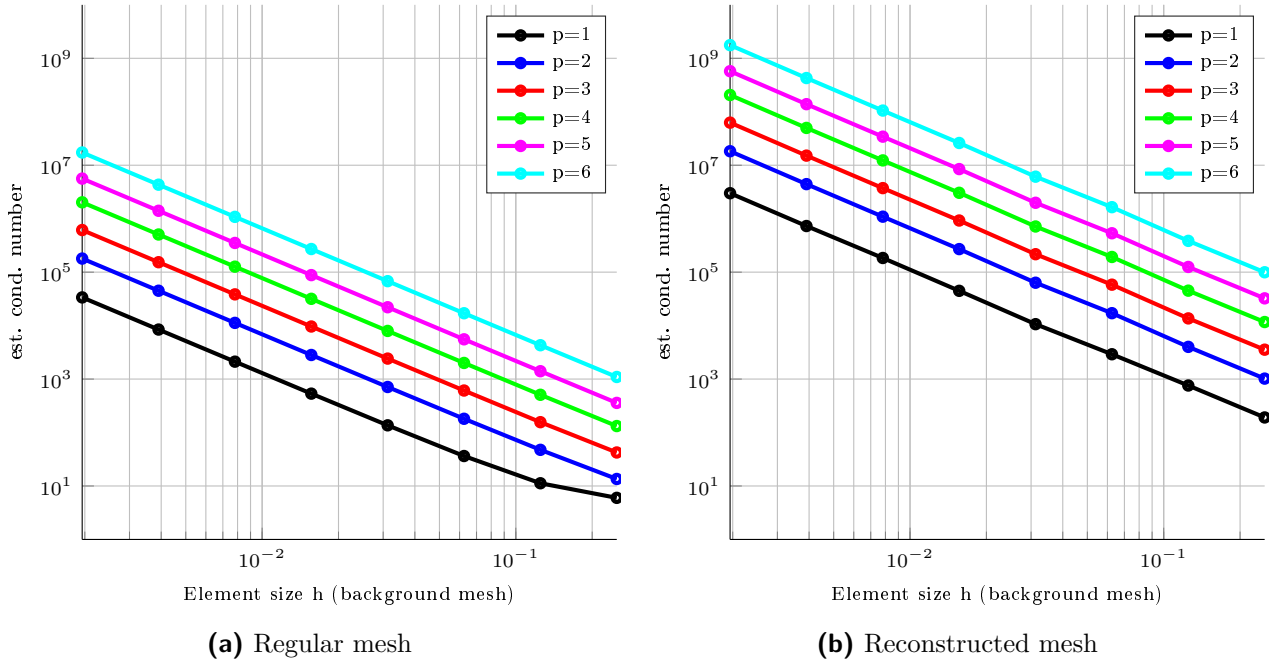 10^9
10^7
10^5
10^3
10^1
est. cond. number
p=1
p=2
p=3
p=4
p=5
p=6
10^−2
10^−1
Element size h (background mesh)
(a) Regular mesh
10^9
10^7
10^5
10^3
10^1
est. cond. number
p=1
p=2
p=3
p=4
p=5
p=6
10^−2
10^−1
Element size h (background mesh)
(b) Reconstructed mesh